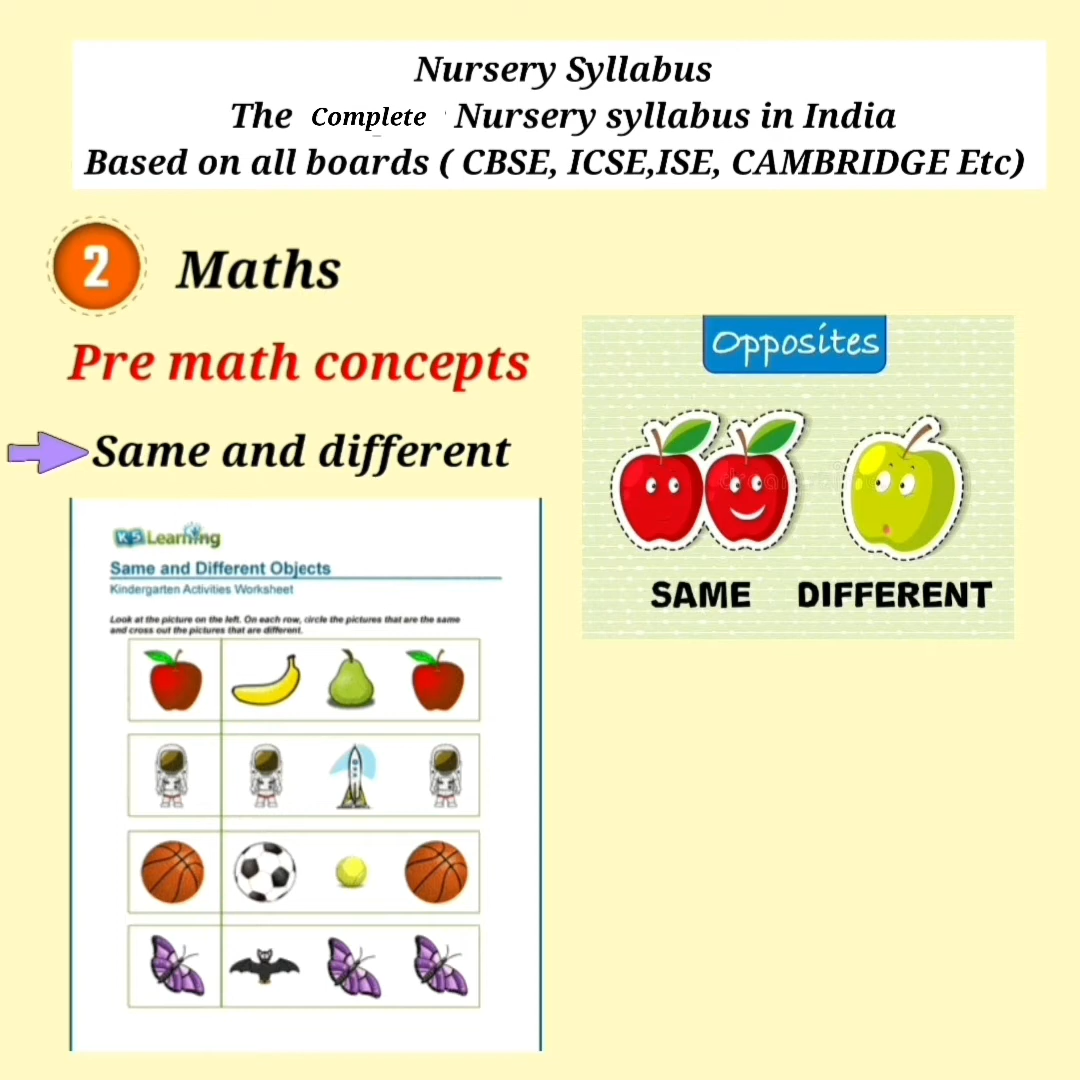 Nursery Syllabus
The Complete Nursery syllabus in India
Based on all boards ( CBSE, ICSE,ISE, CAMBRIDGE Etc)
2 Maths
Pre math concepts
Same and different
Opposites
SAME DIFFERENT
K5 Learning
Same and Different Objects
Kindergarten Activities Worksheet
Look at the picture on the left. On each row, circle the pictures that are the same
and cross out the pictures that are different.